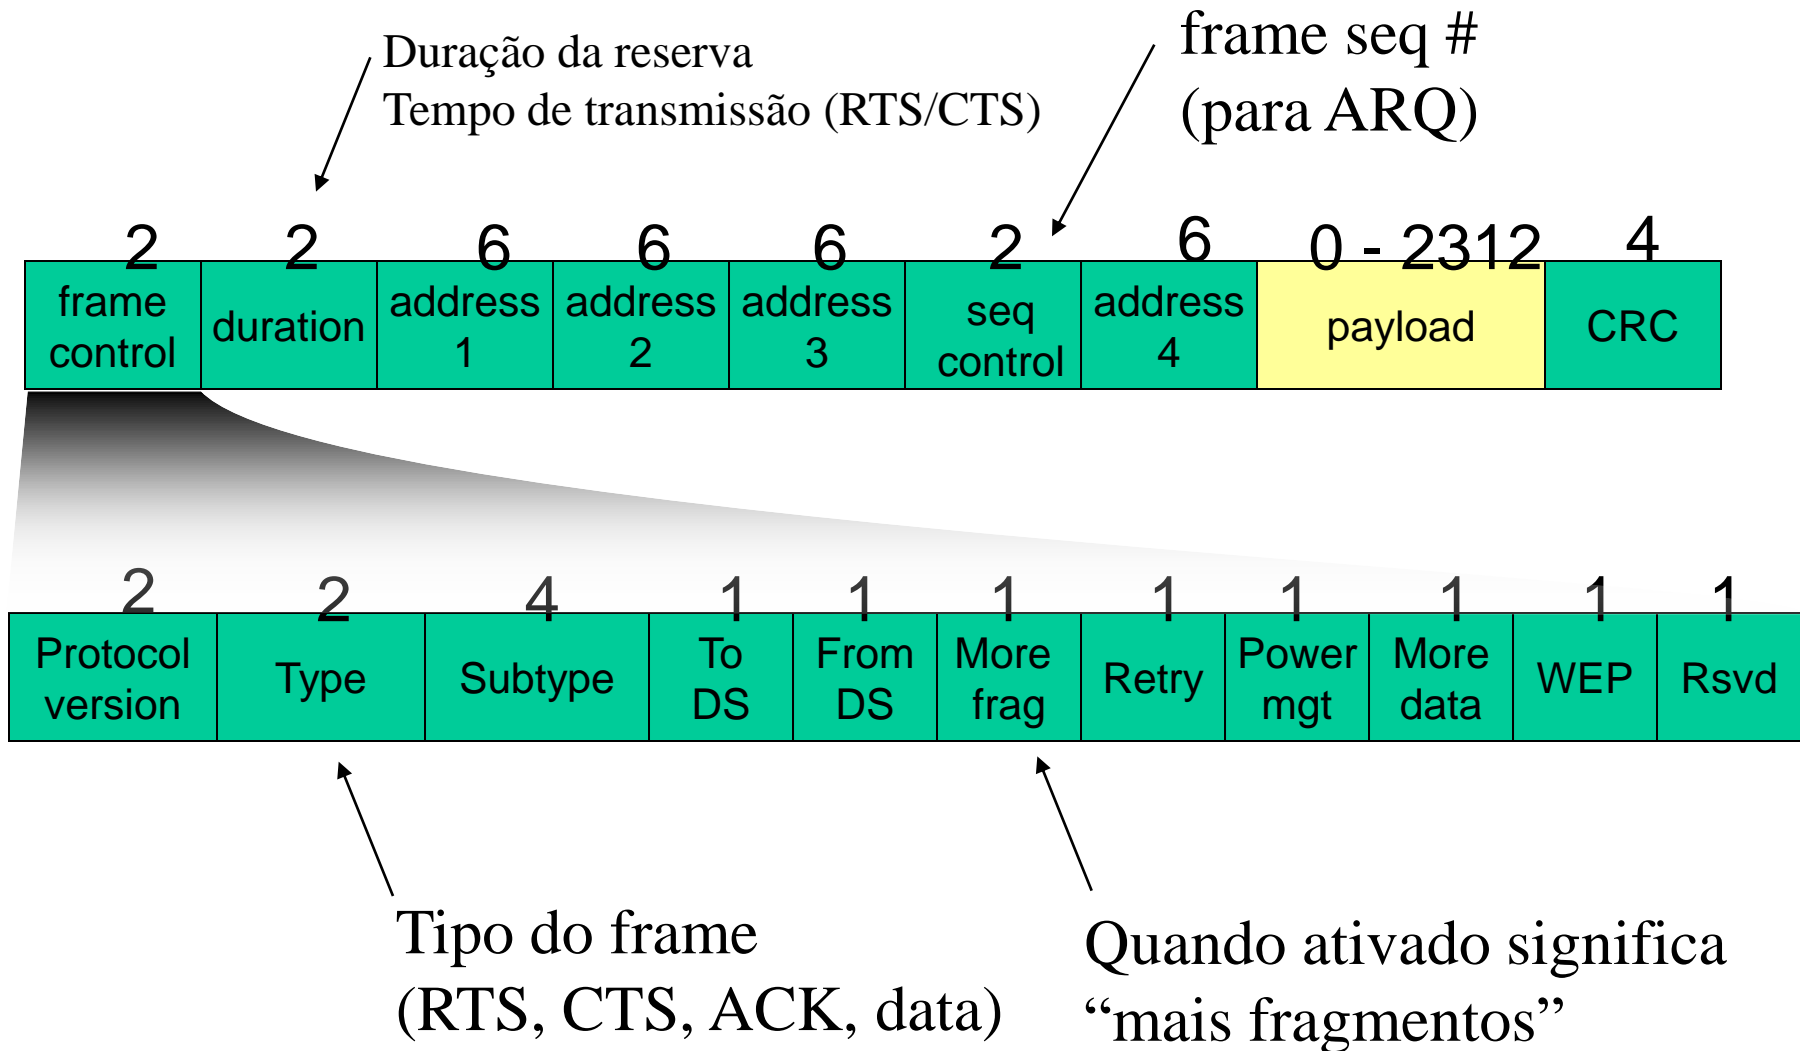 Duração da reserva
Tempo de transmissão (RTS/CTS)
frame seq #
(para ARQ)
2 2 6 6 6 2 6 0 - 2312 4
frame
control
duration
address
1
address
2
address
3
seq
control
address
4
payload
CRC
2 2 4 1 1 1 1 1 1 1 1
Protocol
version
Type
Subtype
To
DS
From
DS
More
frag
Retry
Power
mgt
More
data
WEP
Rsvd
Tipo do frame
(RTS, CTS, ACK, data)
Quando ativado significa
“mais fragmentos”